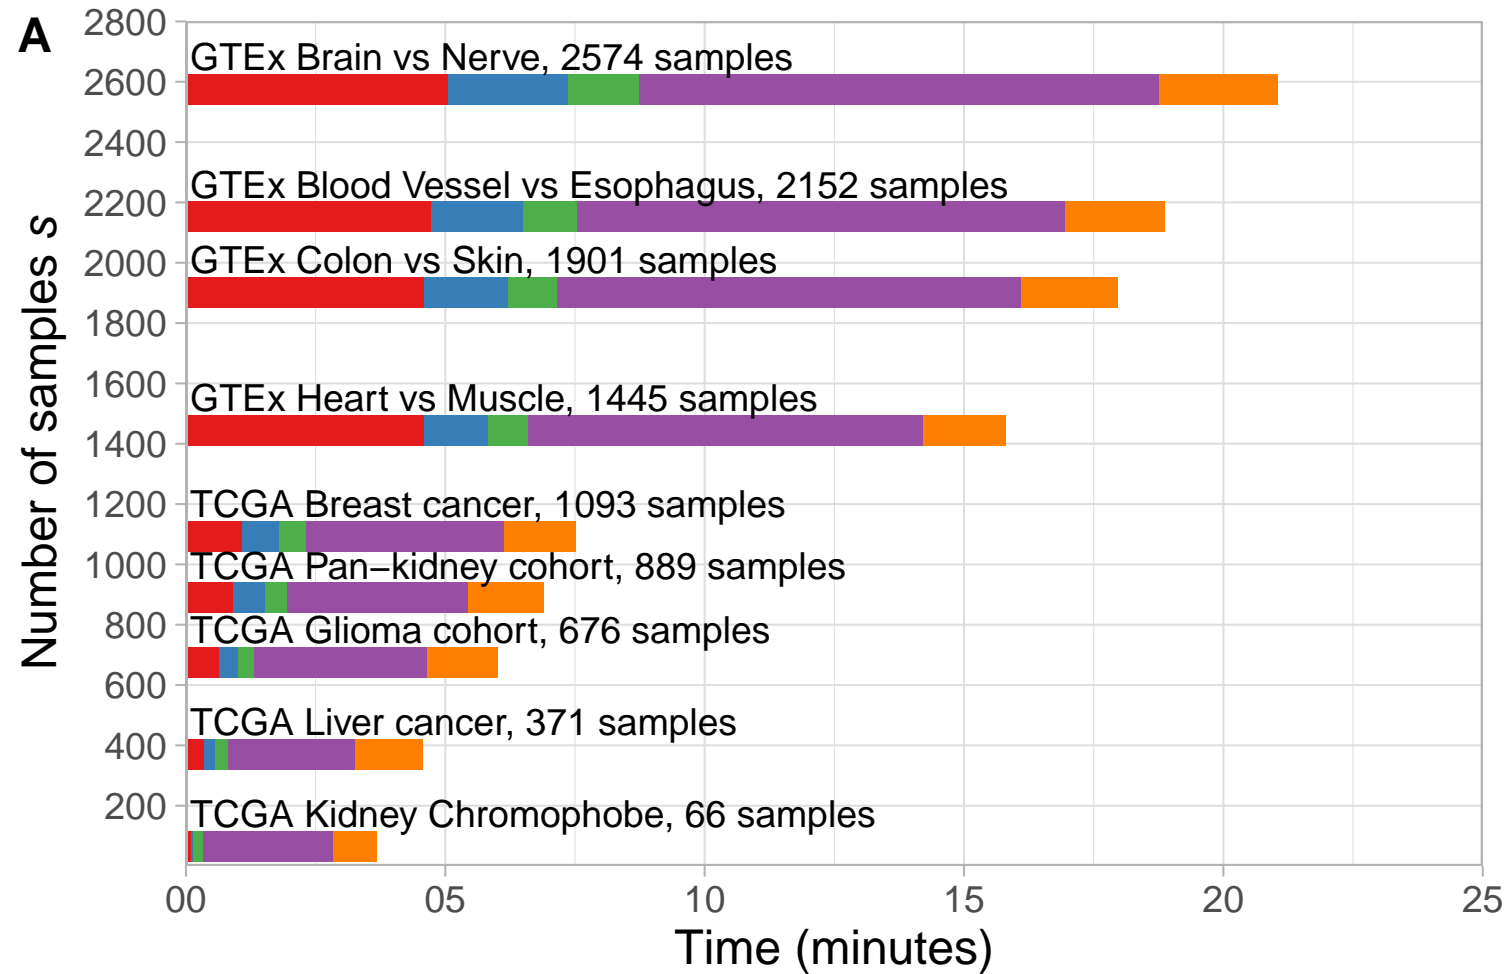 A
Number of samples s
2800
2600
2400
2200
2000
1800
1600
1400
1200
1000
800
600
400
200
GTEx Brain vs Nerve, 2574 samples
GTEx Blood Vessel vs Esophagus, 2152 samples
GTEx Colon vs Skin, 1901 samples
GTEx Heart vs Muscle, 1445 samples
TCGA Breast cancer, 1093 samples
TCGA Pan−kidney cohort, 889 samples
TCGA Glioma cohort, 676 samples
TCGA Liver cancer, 371 samples
TCGA Kidney Chromophobe, 66 samples
00 05 10 15 20 25
Time (minutes)